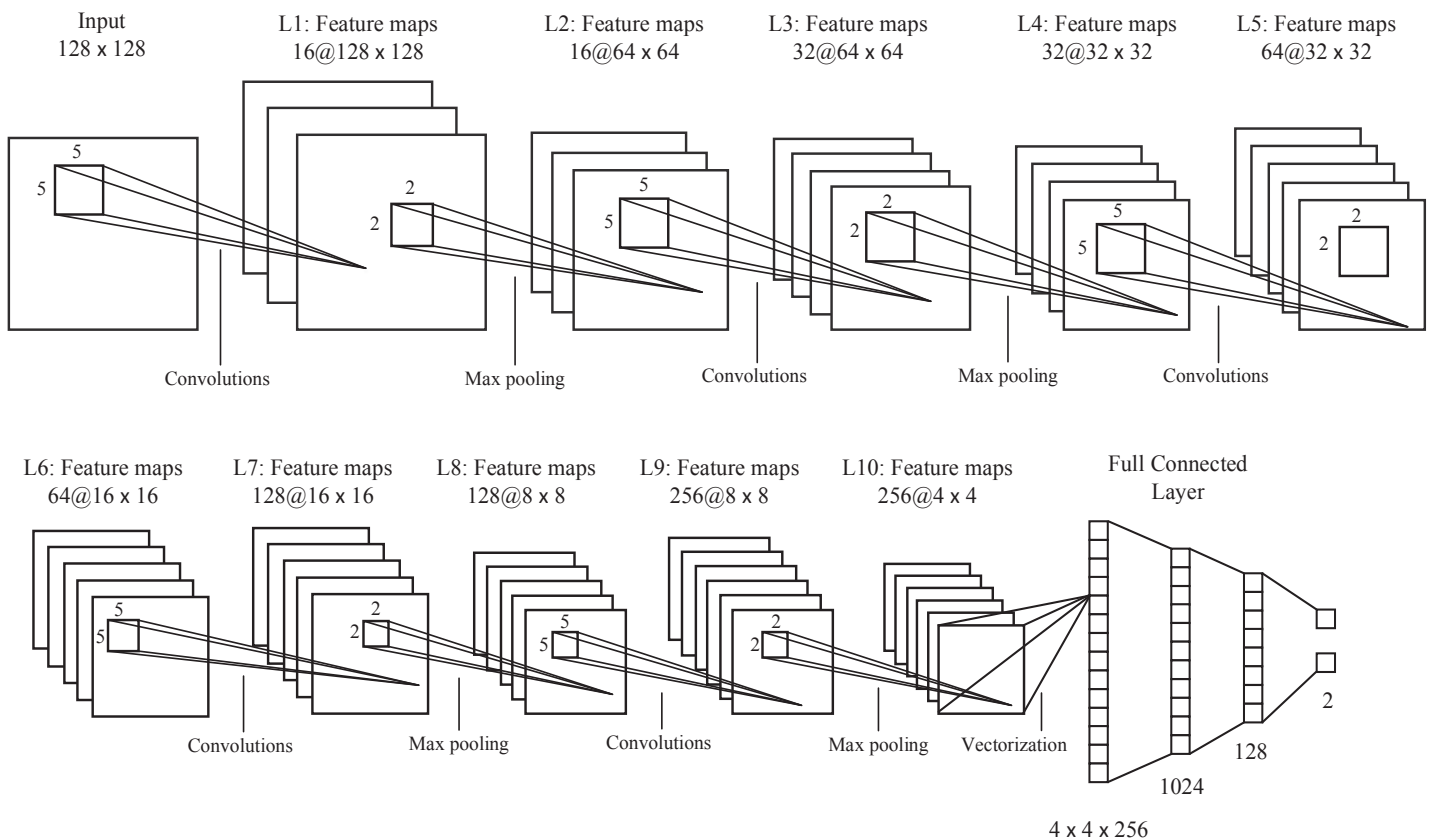 Input
128 x 128
L1: Feature maps
16@128 x 128
L2: Feature maps
16@64 x 64
L3: Feature maps
32@64 x 64
L4: Feature maps
32@32 x 32
L5: Feature maps
64@32 x 32
5
5
2
2
5
5
2
2
5
5
2
2
Convolutions
Max pooling
Convolutions
Max pooling
Convolutions
L6: Feature maps
64@16 x 16
L7: Feature maps
128@16 x 16
L8: Feature maps
128@8 x 8
L9: Feature maps
256@8 x 8
L10: Feature maps
256@4 x 4
Full Connected
Layer
5
5
2
2
5
5
2
2
Convolutions
Max pooling
Convolutions
Max pooling
Vectorization
2
128
1024
4 x 4 x 256